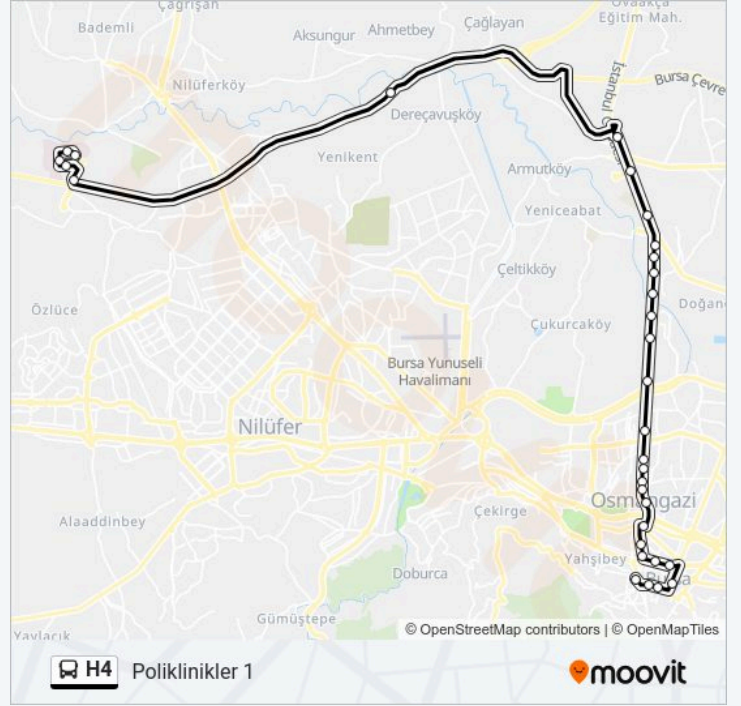 Çağrışan
Bademli
Aksungur
Ahmetbey
Çağlayan
Ovaakça
Eğitim Mah.
Nilüferköy
İstanbul
Bursa Çevre
Dereçavuşköy
Yenikent
Armutköy
Yeniceabat
Çeltikköy
Özlüce
Doğan
Çukurcaköy
Bursa Yunuseli
Havalimanı
Nilüfer
Osmangazi
Çekirge
Alaaddinbey
Yahşibey
Doburca
Bursa
Gümüştepe
Yaylacık
© OpenStreetMap contributors | © OpenMapTiles
H4 Poliklinikler 1
moovit